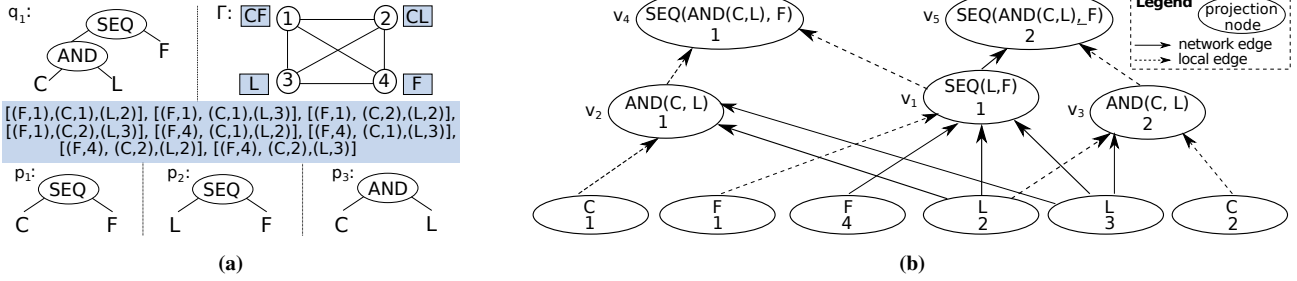 q1: SEQ AND F C L
Γ: CF 1 2 CL
L 3 4 F
[(F,1),(C,1),(L,2)], [(F,1), (C,1),(L,3)], [(F,1), (C,2),(L,2)],
[(F,1),(C,2),(L,3)], [(F,4), (C,1),(L,2)], [(F,4), (C,1),(L,3)],
[(F,4), (C,2),(L,2)], [(F,4), (C,2),(L,3)]
p1: SEQ C F
p2: SEQ L F
p3: AND C L
(a)
v4 SEQ(AND(C,L), F) 1
v5 SEQ(AND(C,L), F) 2
Legend
projection
node
network edge
local edge
v2 AND(C, L) 1
v1 SEQ(L,F) 1
v3 AND(C, L) 2
C F F L L C
1 1 4 2 3 2
(b)